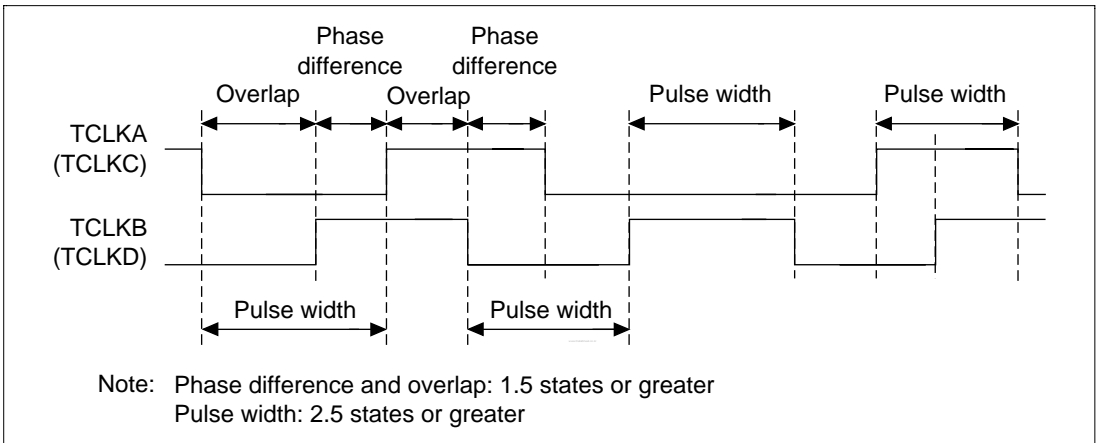 Phase
difference
Phase
difference
Overlap
Overlap
Pulse width
Pulse width
TCLKA
(TCLKC)
TCLKB
(TCLKD)
Pulse width
Pulse width
Note: Phase difference and overlap: 1.5 states or greater
Pulse width: 2.5 states or greater